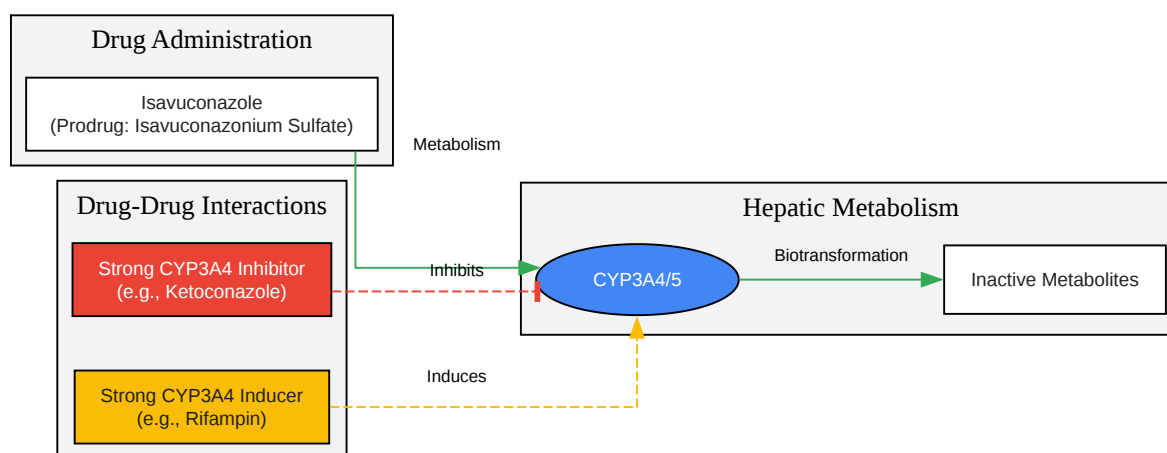 Drug Administration
Isavuconazole
(Prodrug: Isavuconazonium Sulfate)
Metabolism
Drug-Drug Interactions
Strong CYP3A4 Inhibitor
(e.g., Ketoconazole)
Inhibits
Strong CYP3A4 Inducer
(e.g., Rifampin)
Induces
Hepatic Metabolism
CYP3A4/5
Biotransformation
Inactive Metabolites